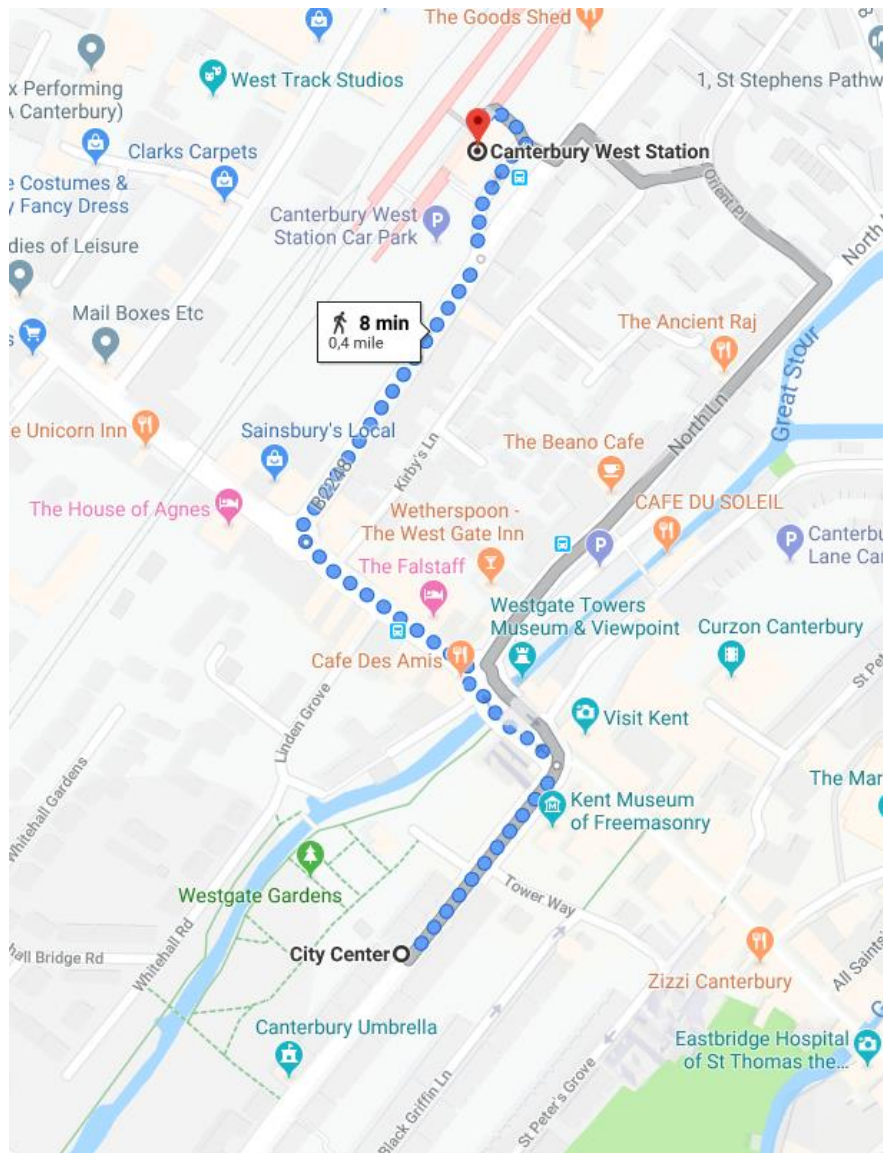 The Goods Shed
West Track Studios
1, St Stephens Pathw
x Performing
A Canterbury)
Clarks Carpets
Canterbury West Station
e Costumes &
y Fancy Dress
Orient Pl
Canterbury West
Station Car Park
P
dies of Leisure
North L
Mail Boxes Etc
8 min
0,4 mile
The Ancient Raj
Great Stour
s
e Unicorn Inn
Sainsbury's Local
Kirby's Ln
The Beano Cafe
North Ln
B2248
The House of Agnes
Wetherspoon -
The West Gate Inn
CAFE DU SOLEIL
P
P
Canterbu
Lane Car
The Falstaff
Westgate Towers
Museum & Viewpoint
Curzon Canterbury
Cafe Des Amis
St Pete
Linden Grove
Visit Kent
Whitehall Gardens
The Mar
Kent Museum
of Freemasonry
Westgate Gardens
Tower Way
Whitehall Rd
City Center
hall Bridge Rd
Zizzi Canterbury
All Saints'
G
Canterbury Umbrella
Eastbridge Hospital
of St Thomas the...
Black Griffin Ln
St Peter's Grove